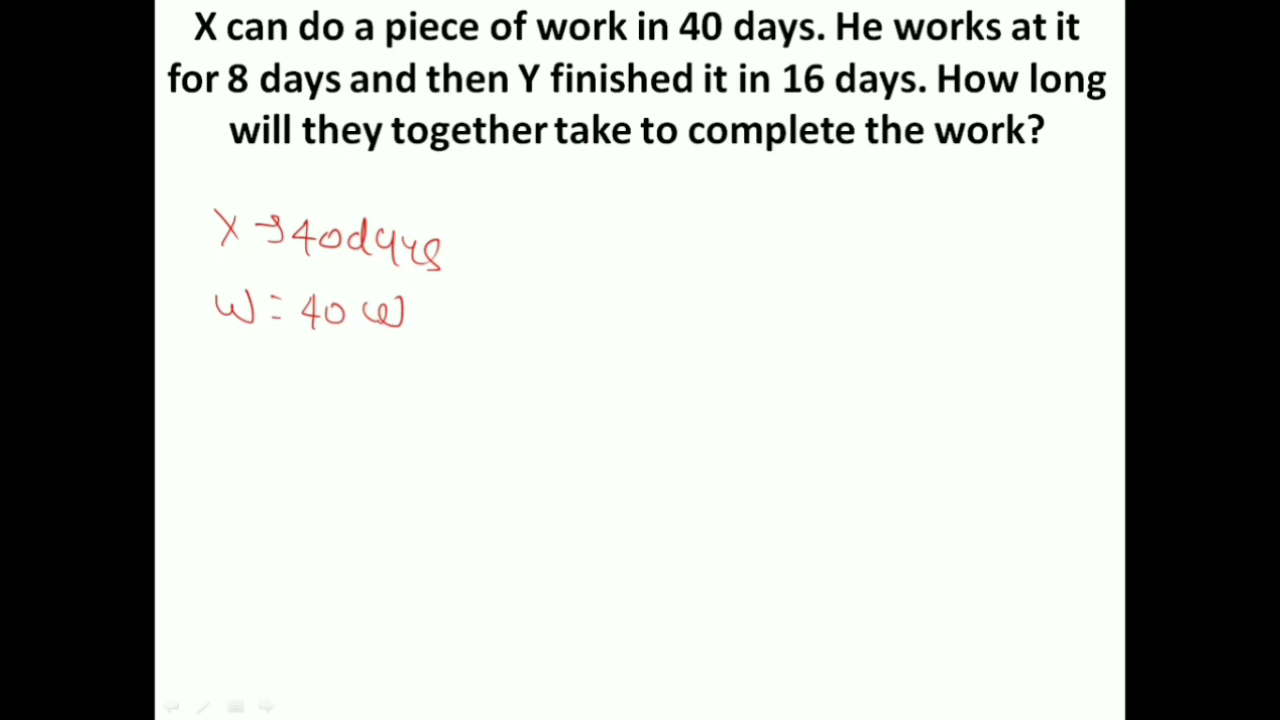 X can do a piece of work in 40 days. He works at it
for 8 days and then Y finished it in 16 days. How long
will they together take to complete the work?
X → 40 days
W = 40 W